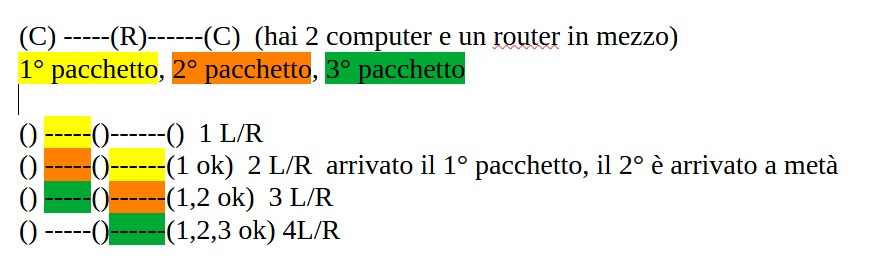 (C) -----(R)------(C)  (hai 2 computer e un router in mezzo)
1° pacchetto, 2° pacchetto, 3° pacchetto
() -----()------()  1 L/R
() -----()------(1 ok)  2 L/R  arrivato il 1° pacchetto, il 2° è arrivato a metà
() -----()------(1,2 ok)  3 L/R
() -----()------(1,2,3 ok) 4L/R